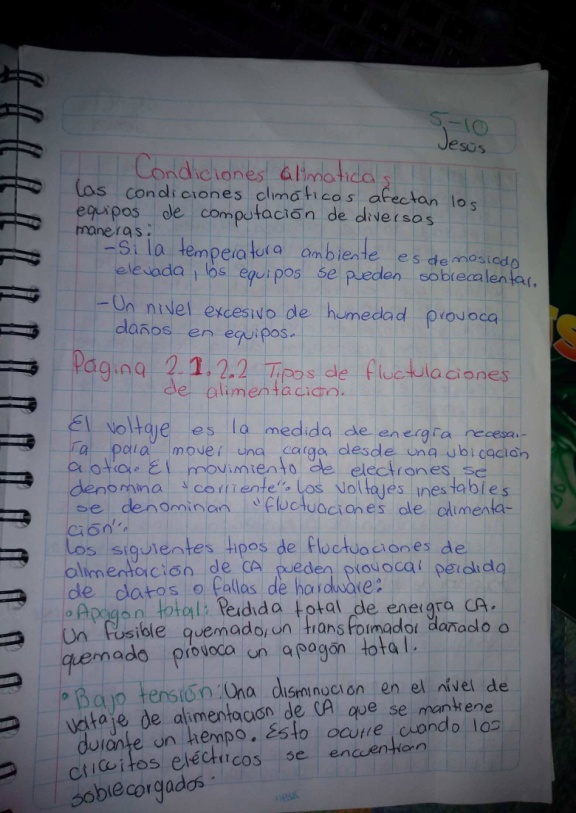 5-10
Jesús
Condiciones climaticas
Las condiciones climáticas afectan los
equipos de computación de diversas
maneras:
-Si la temperatura ambiente es demasiado
elevada, los equipos se pueden sobrecalentar.
-Un nivel excesivo de humedad provoca
daños en equipos.
Pagina 2.1.2.2 Tipos de fluctulaciones
de alimentación.
El voltaje es la medida de energía necesa-
ria para mover una carga desde una ubicación
a otra. El movimiento de electrones se
denomina "corriente". Los voltajes inestables
se denominan "fluctuaciones de alimenta-
ción".
Los siguientes tipos de fluctuaciones de
alimentación de CA pueden provocar perdida
de datos o fallas de hardware:
•Apagón total: Perdida total de energía CA.
Un fusible quemado, un transformador dañado o
quemado provoca un apagón total.
•Bajo tensión: Una disminución en el nivel de
voltaje de alimentación de CA que se mantiene
durante un tiempo. Esto ocurre cuando los
circuitos eléctricos se encuentran
sobrecargados.